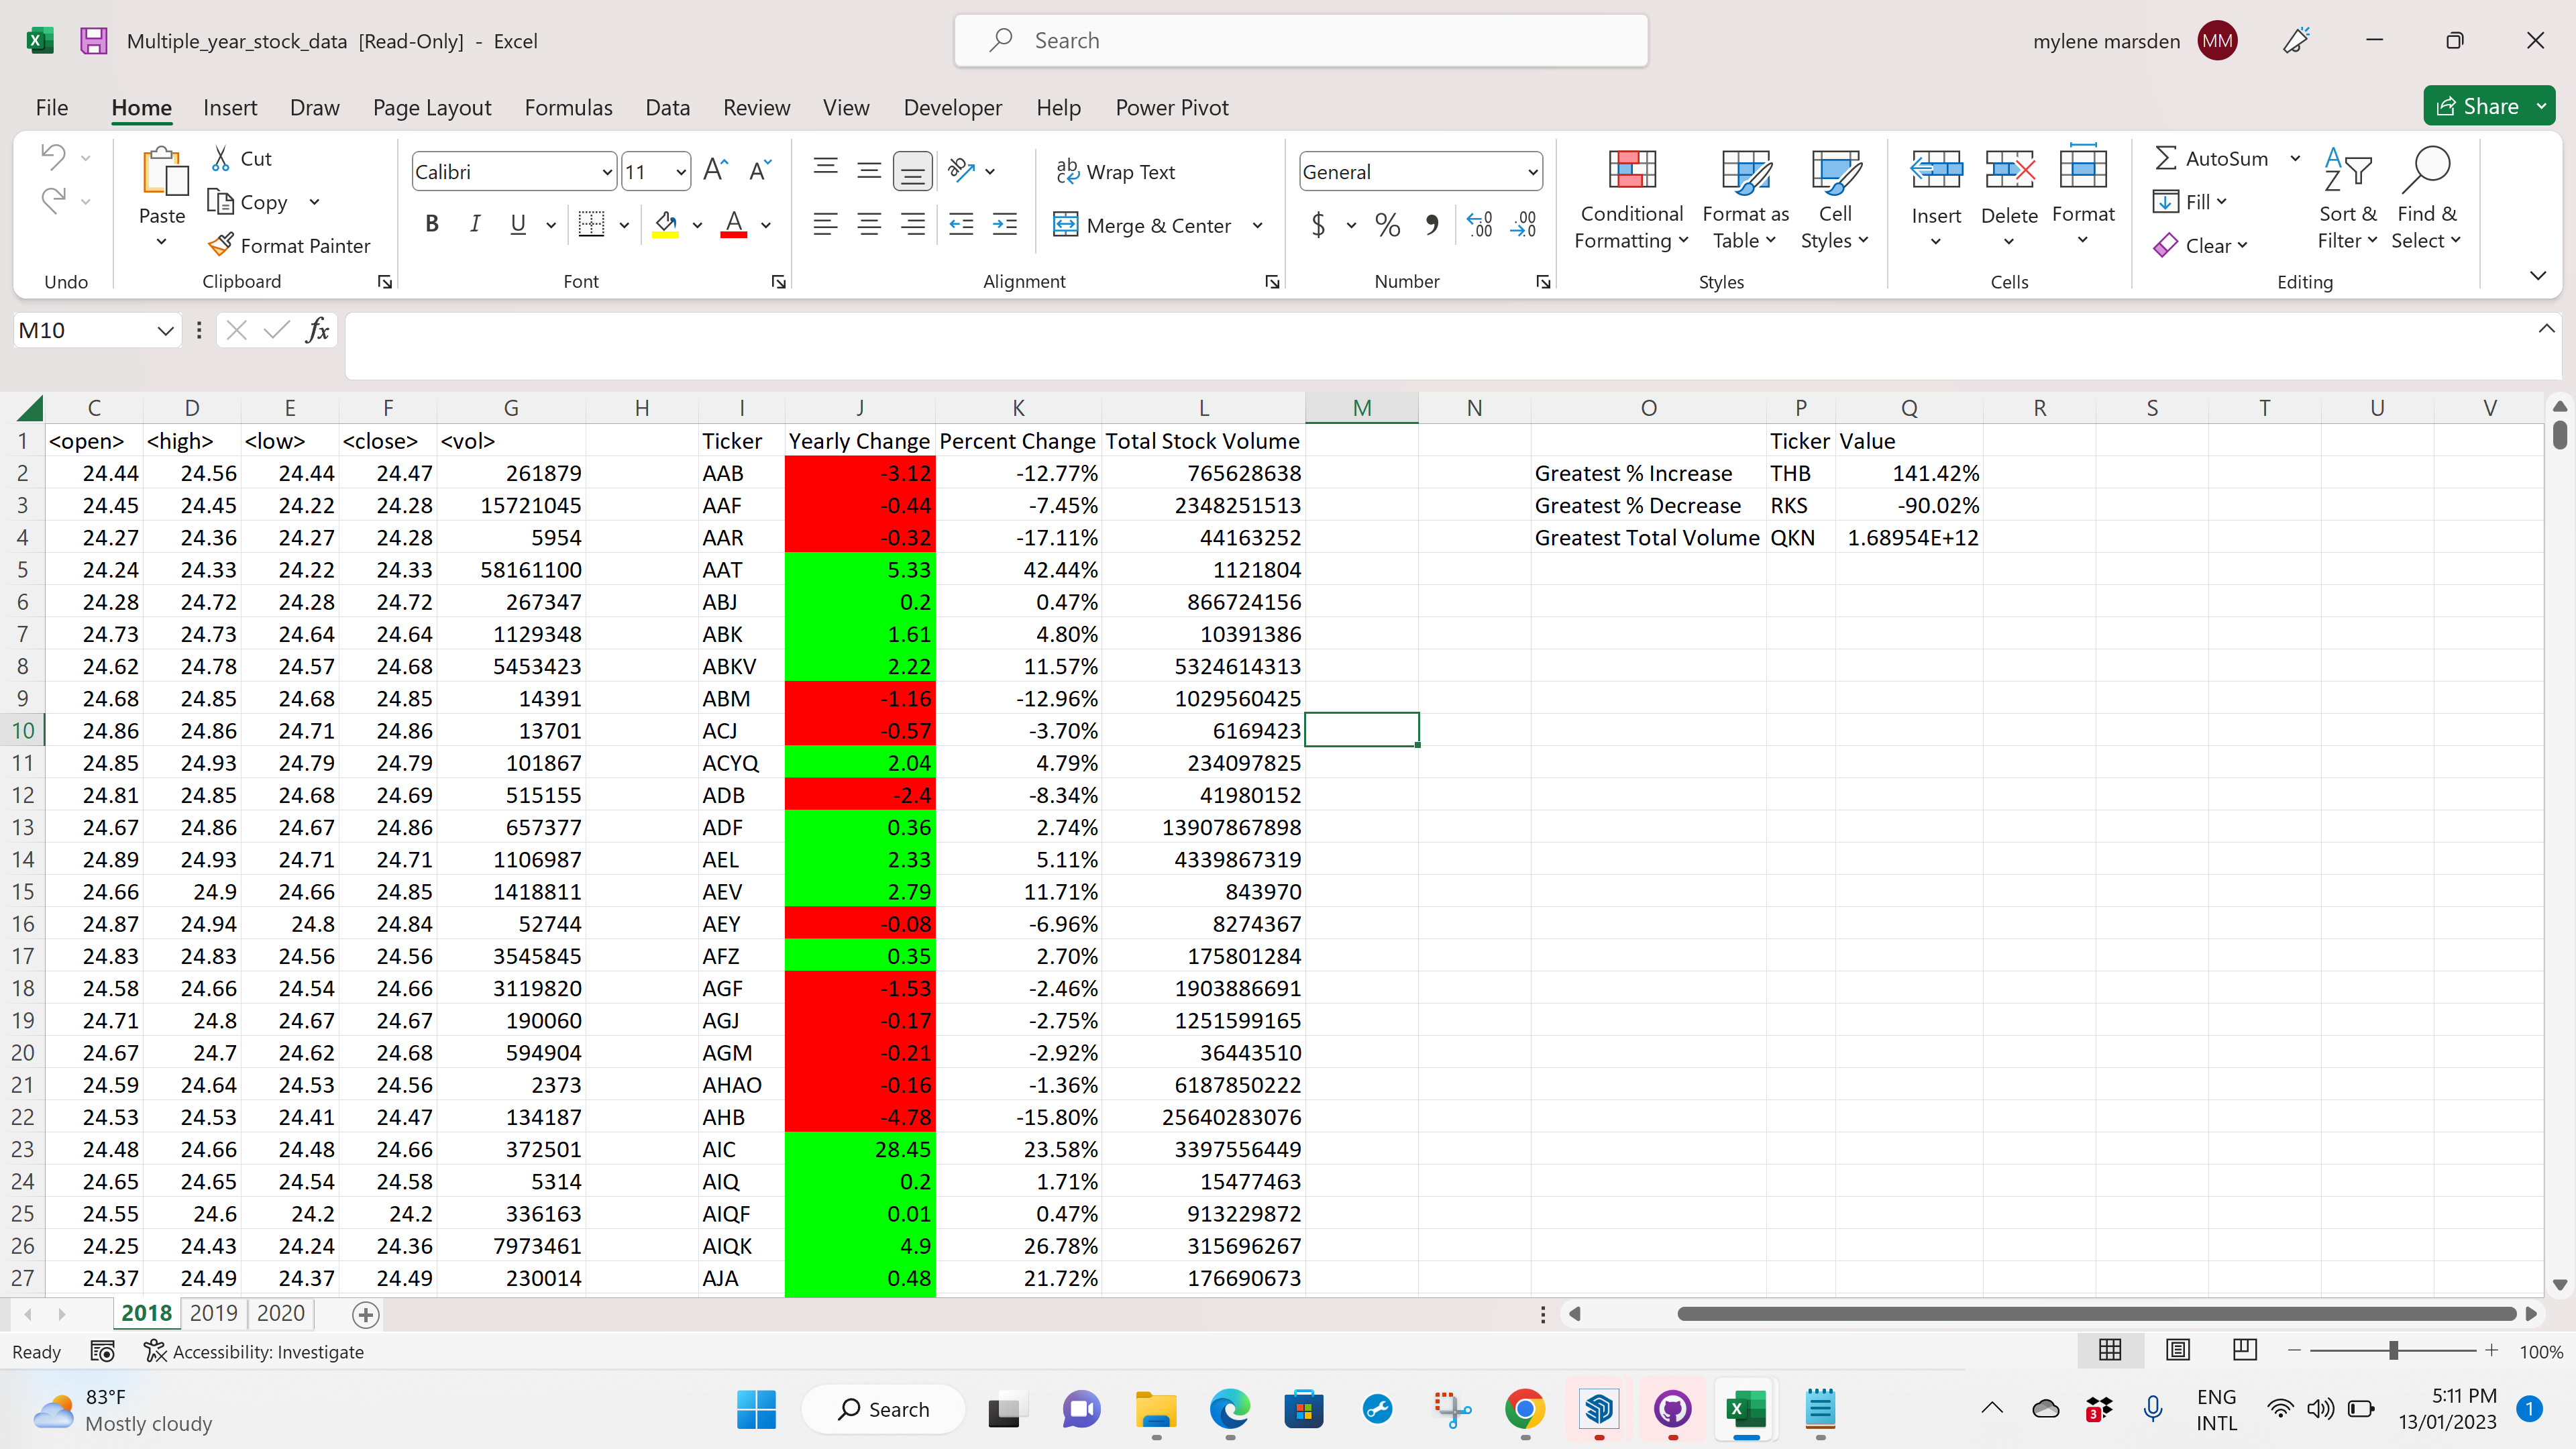 Multiple_year_stock_data [Read-Only] - Excel
Search
mylene marsden MM
File Home Insert Draw Page Layout Formulas Data Review View Developer Help Power Pivot Share
Paste Cut Copy Format Painter
Calibri 11
B I U A
Wrap Text
Merge & Center
General
$ %
Conditional Formatting
Format as Table
Cell Styles
Insert Delete Format
AutoSum
Fill
Clear
Sort & Filter
Find & Select
Undo Clipboard Font Alignment Number Styles Cells Editing
M10 fx
C D E F G H I J K L M N O P Q R S T U V
1 <open> <high> <low> <close> <vol> Ticker Yearly Change Percent Change Total Stock Volume Ticker Value
2 24.44 24.56 24.44 24.47 261879 AAB -3.12 -12.77% 765628638 Greatest % Increase THB 141.42%
3 24.45 24.45 24.22 24.28 15721045 AAF -0.44 -7.45% 2348251513 Greatest % Decrease RKS -90.02%
4 24.27 24.36 24.27 24.28 5954 AAR -0.32 -17.11% 44163252 Greatest Total Volume QKN 1.68954E+12
5 24.24 24.33 24.22 24.33 58161100 AAT 5.33 42.44% 1121804
6 24.28 24.72 24.28 24.72 267347 ABJ 0.2 0.47% 866724156
7 24.73 24.73 24.64 24.64 1129348 ABK 1.61 4.80% 10391386
8 24.62 24.78 24.57 24.68 5453423 ABKV 2.22 11.57% 5324614313
9 24.68 24.85 24.68 24.85 14391 ABM -1.16 -12.96% 1029560425
10 24.86 24.86 24.71 24.86 13701 ACJ -0.57 -3.70% 6169423
11 24.85 24.93 24.79 24.79 101867 ACYQ 2.04 4.79% 234097825
12 24.81 24.85 24.68 24.69 515155 ADB -2.4 -8.34% 41980152
13 24.67 24.86 24.67 24.86 657377 ADF 0.36 2.74% 13907867898
14 24.89 24.93 24.71 24.71 1106987 AEL 2.33 5.11% 4339867319
15 24.66 24.9 24.66 24.85 1418811 AEV 2.79 11.71% 843970
16 24.87 24.94 24.8 24.84 52744 AEY -0.08 -6.96% 8274367
17 24.83 24.83 24.56 24.56 3545845 AFZ 0.35 2.70% 175801284
18 24.58 24.66 24.54 24.66 3119820 AGF -1.53 -2.46% 1903886691
19 24.71 24.8 24.67 24.67 190060 AGJ -0.17 -2.75% 1251599165
20 24.67 24.7 24.62 24.68 594904 AGM -0.21 -2.92% 36443510
21 24.59 24.64 24.53 24.56 2373 AHAO -0.16 -1.36% 6187850222
22 24.53 24.53 24.41 24.47 134187 AHB -4.78 -15.80% 25640283076
23 24.48 24.66 24.48 24.66 372501 AIC 28.45 23.58% 3397556449
24 24.65 24.65 24.54 24.58 5314 AIQ 0.2 1.71% 15477463
25 24.55 24.6 24.2 24.2 336163 AIQF 0.01 0.47% 913229872
26 24.25 24.43 24.24 24.36 7973461 AIQK 4.9 26.78% 315696267
27 24.37 24.49 24.37 24.49 230014 AJA 0.48 21.72% 176690673
2018 2019 2020
Ready Accessibility: Investigate 100%
83°F
Mostly cloudy
Search
3
ENG
INTL
5:11 PM
13/01/2023
1